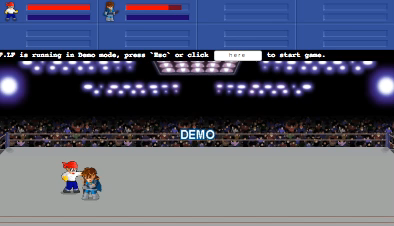 F.LF is running in Demo mode, press `Esc` or click here to start game.
DEMO